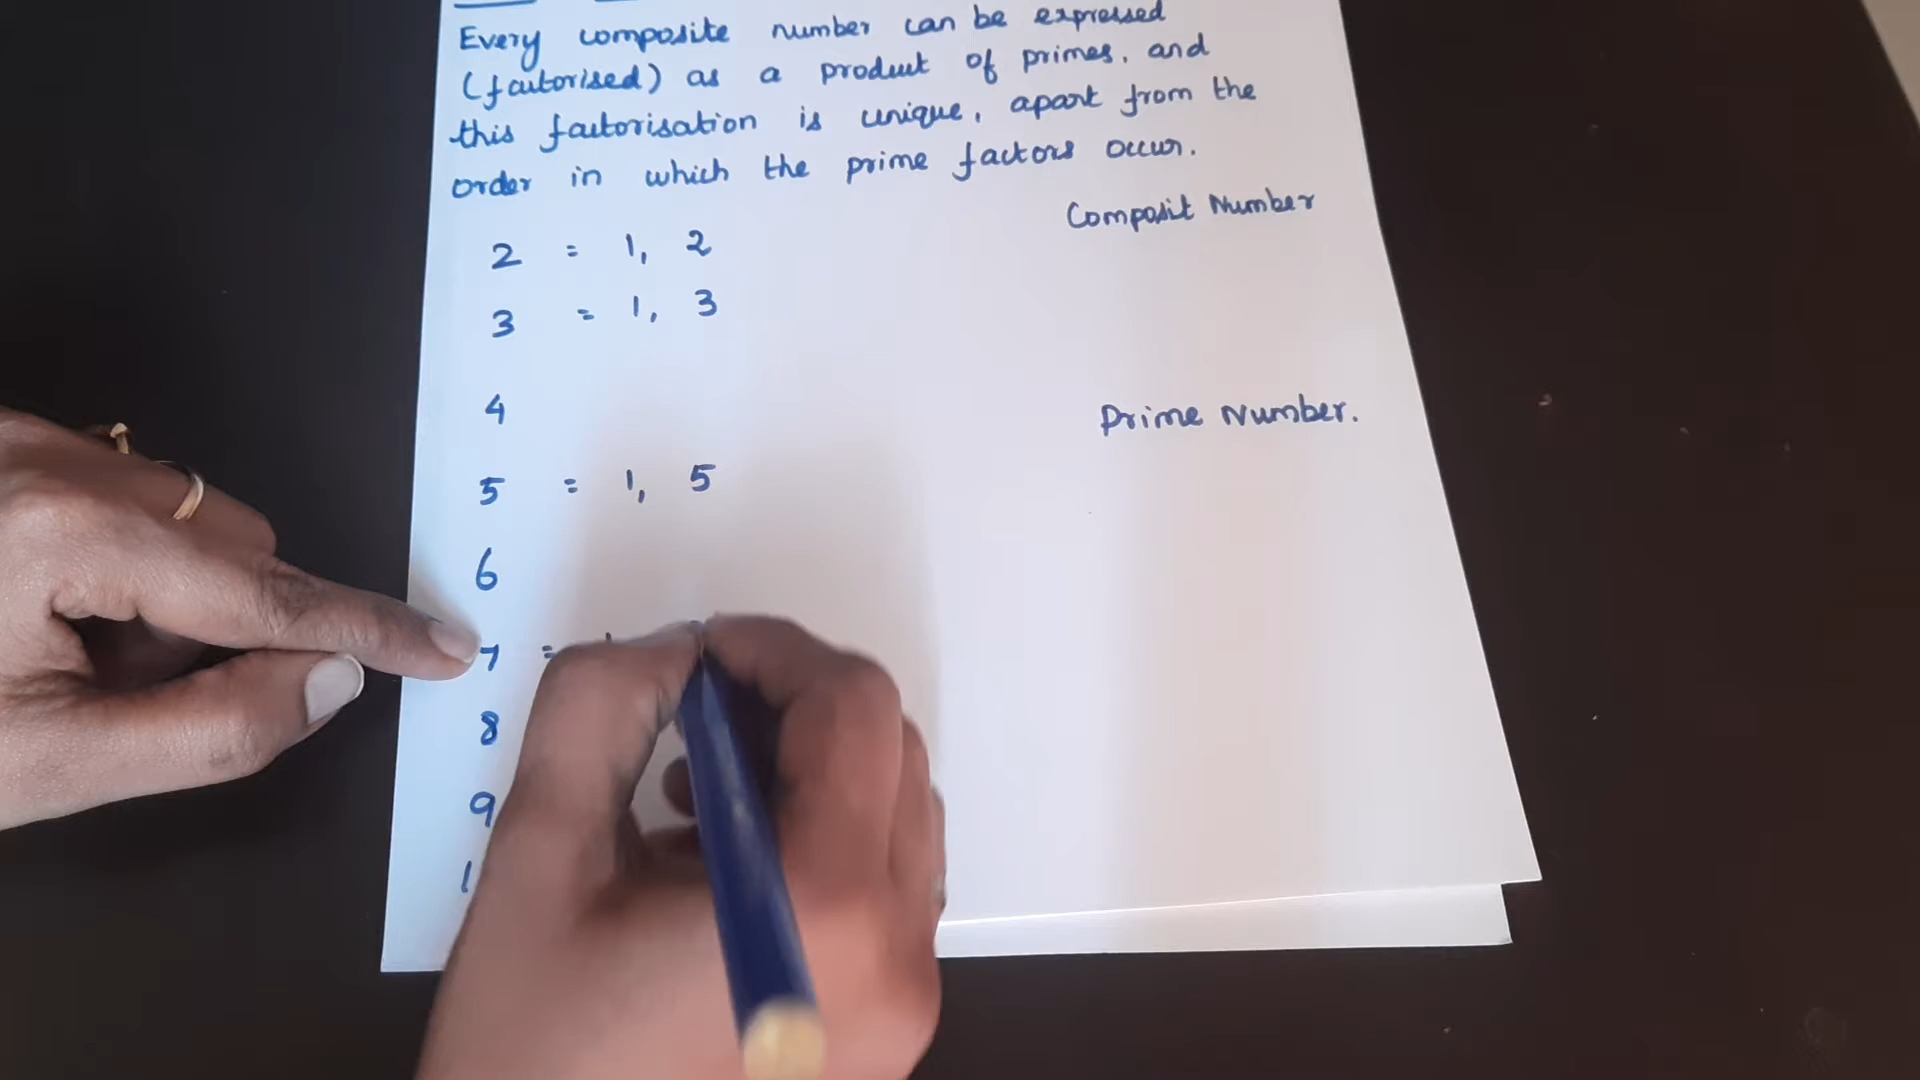 Every composite number can be expressed
(factorised) as a product of primes, and
this factorisation is unique, apart from the
order in which the prime factors occur.
Composit Number
2 = 1, 2
3 = 1, 3
4
Prime Number.
5 = 1, 5
6
7 = 1
8
9
1